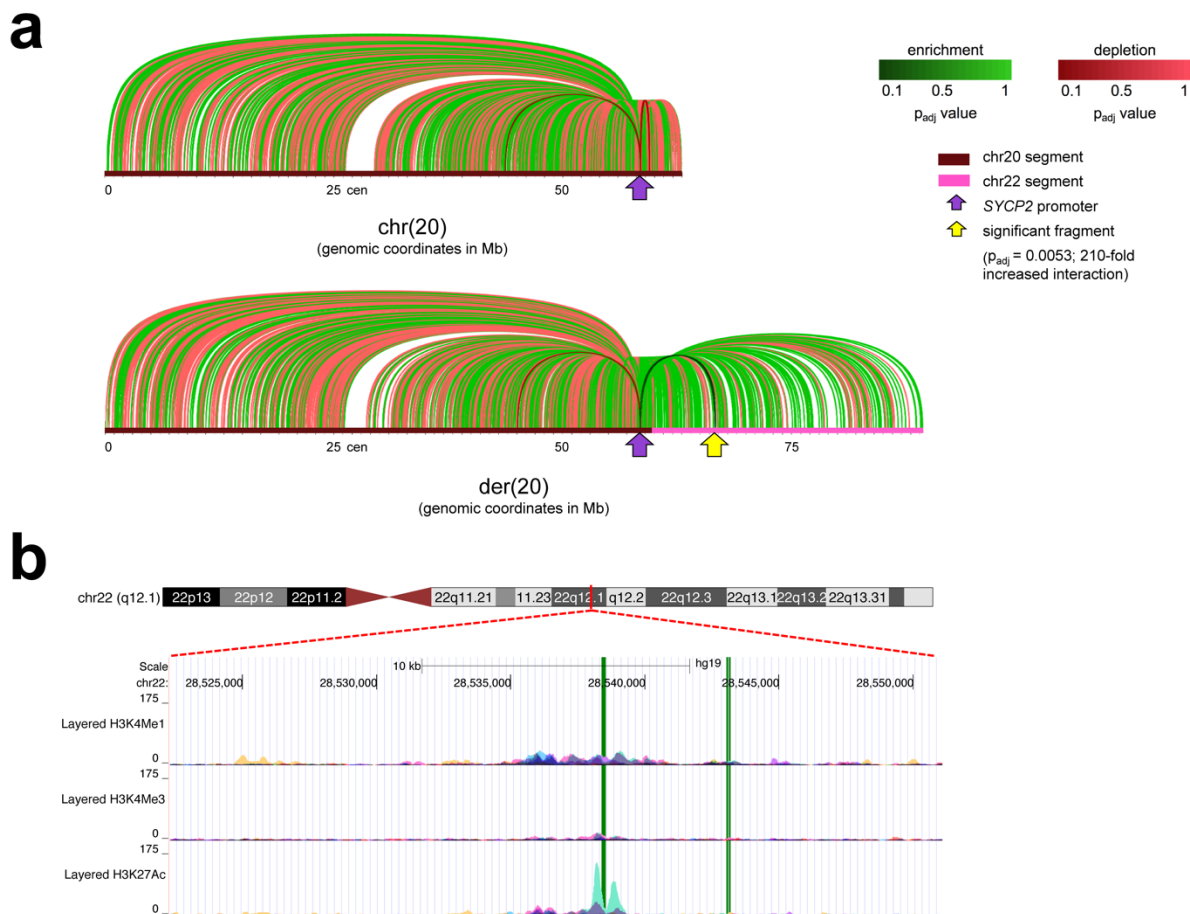 a
enrichment
depletion
0.1 0.5 1
0.1 0.5 1
padj value
padj value
chr20 segment
chr22 segment
SYCP2 promoter
significant fragment
(padj = 0.0053; 210-fold
increased interaction)
0 25 cen 50
chr(20)
(genomic coordinates in Mb)
0 25 cen 50 75
der(20)
(genomic coordinates in Mb)
b
chr22 (q12.1) 22p13 22p12 22p11.2 22q11.21 11.23 22q12.1 q12.2 22q12.3 22q13.1 22q13.2 22q13.31
Scale 10 kb hg19
chr22: 28,525,000 28,530,000 28,535,000 28,540,000 28,545,000 28,550,000
175
Layered H3K4Me1
0
175
Layered H3K4Me3
0
175
Layered H3K27Ac
0